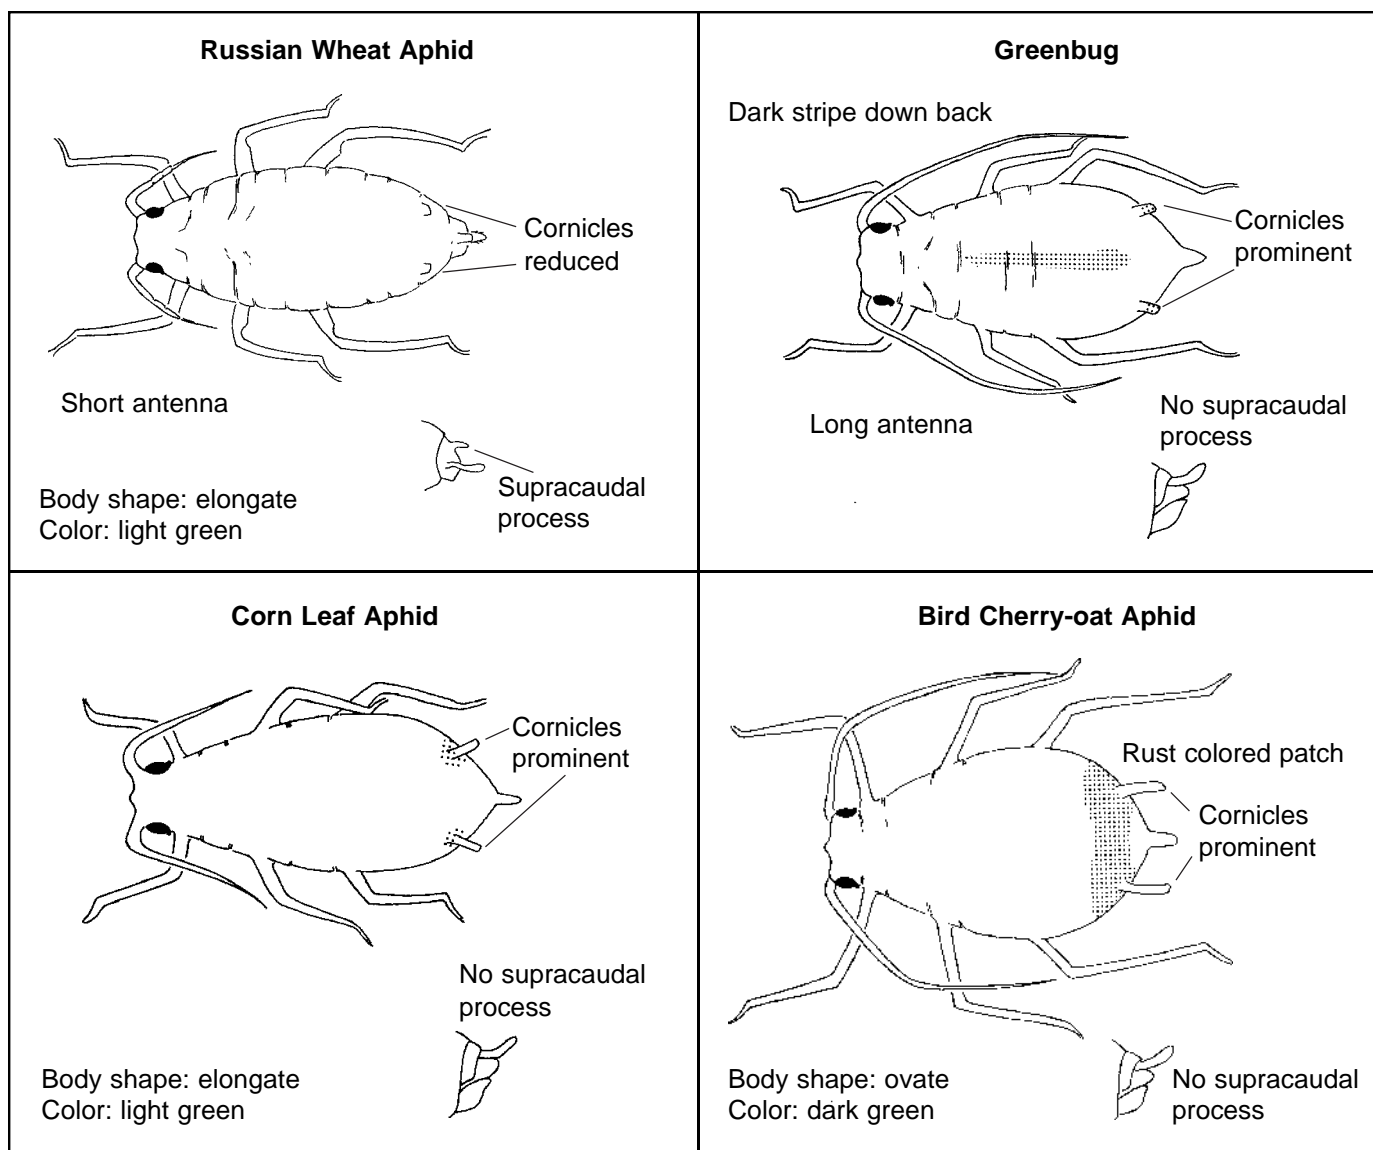 Russian Wheat Aphid
Cornicles
reduced
Short antenna
Supracaudal
process
Body shape: elongate
Color: light green
Greenbug
Dark stripe down back
Cornicles
prominent
Long antenna
No supracaudal
process
Corn Leaf Aphid
Cornicles
prominent
No supracaudal
process
Body shape: elongate
Color: light green
Bird Cherry-oat Aphid
Rust colored patch
Cornicles
prominent
Body shape: ovate
Color: dark green
No supracaudal
process